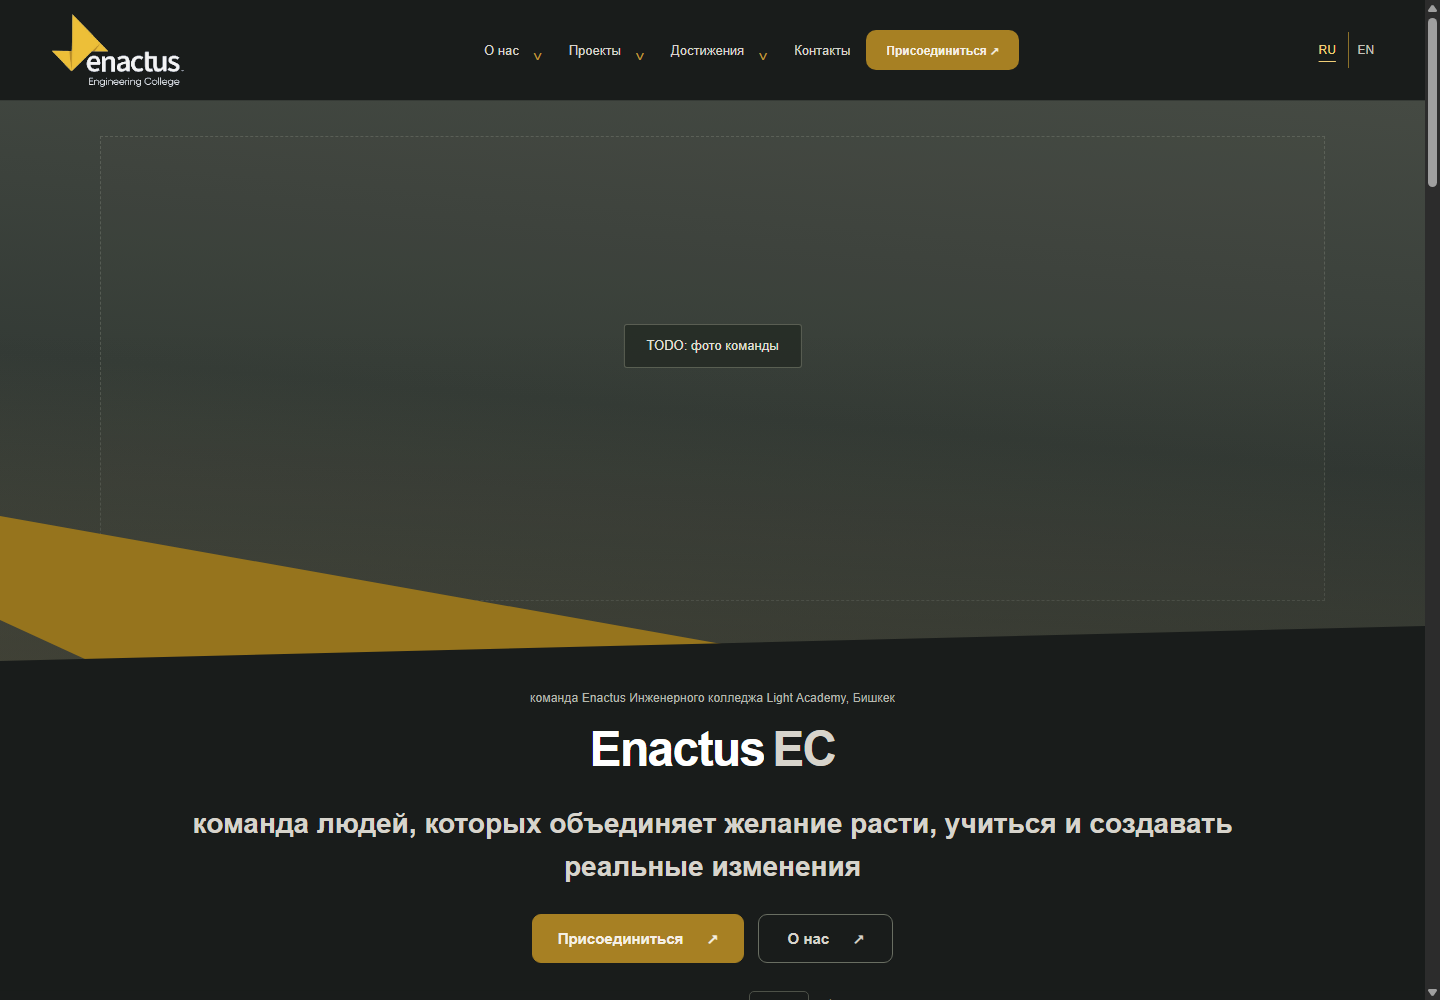 enactus
Engineering College
О нас
Проекты
Достижения
Контакты
Присоединиться ↗
RU
EN
TODO: фото команды
команда Enactus Инженерного колледжа Light Academy, Бишкек
Enactus EC
команда людей, которых объединяет желание расти, учиться и создавать
реальные изменения
Присоединиться ↗
О нас ↗